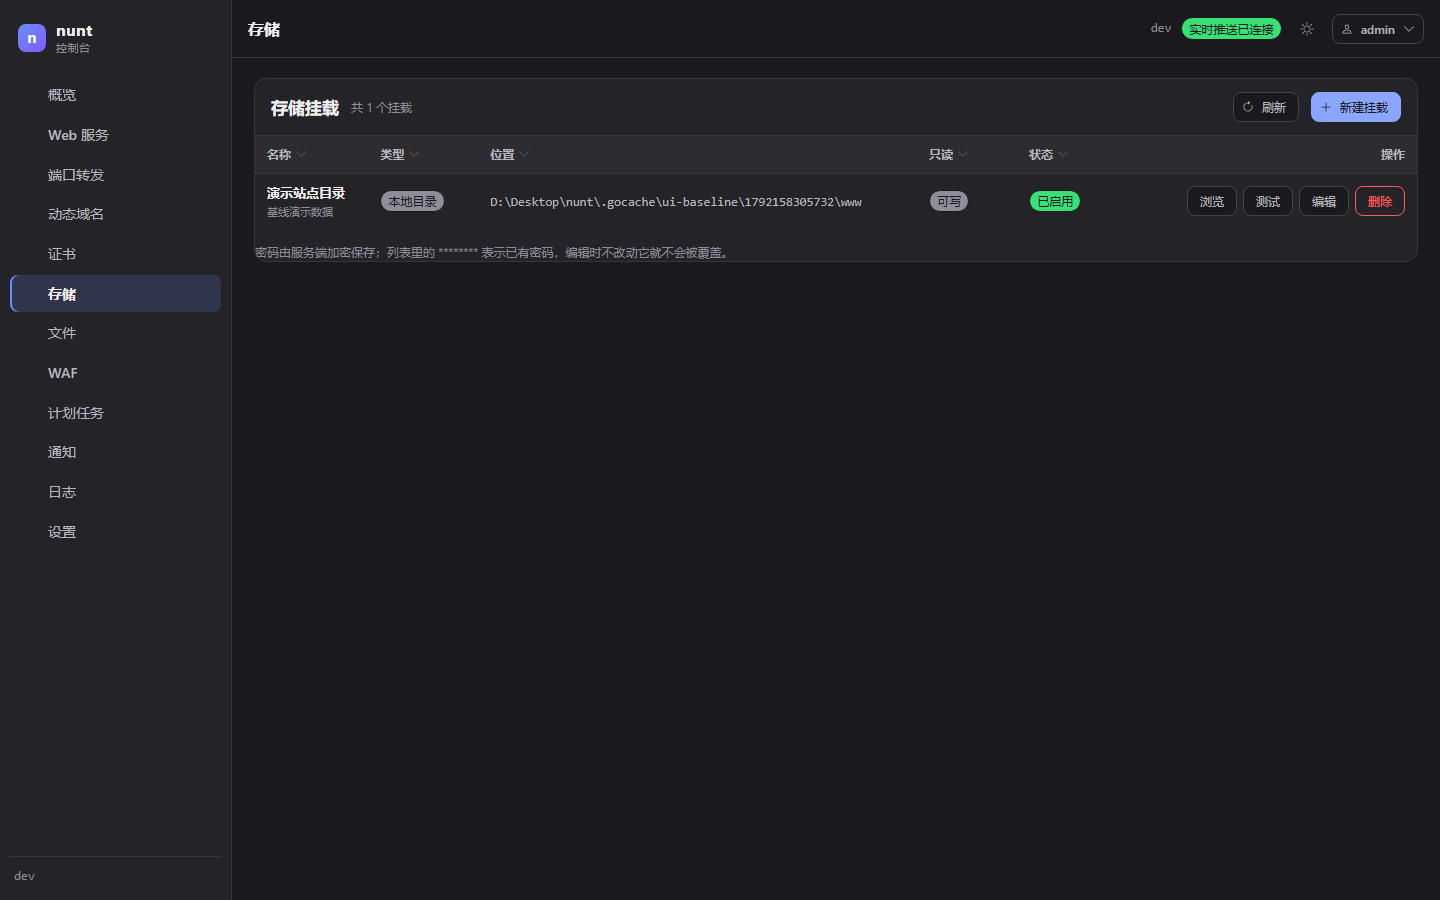 n
nunt
控制台
概览
Web 服务
端口转发
动态域名
证书
存储
文件
WAF
计划任务
通知
日志
设置
dev
存储
dev
实时推送已连接
admin
存储挂载 共 1 个挂载
刷新
+ 新建挂载
名称 类型 位置 只读 状态 操作
演示站点目录
基线演示数据
本地目录
D:\Desktop\nunt\.gocache\ui-baseline\1792158305732\www
可写
已启用
浏览 测试 编辑 删除
密码由服务端加密保存；列表里的 ******** 表示已有密码，编辑时不改动它就不会被覆盖。